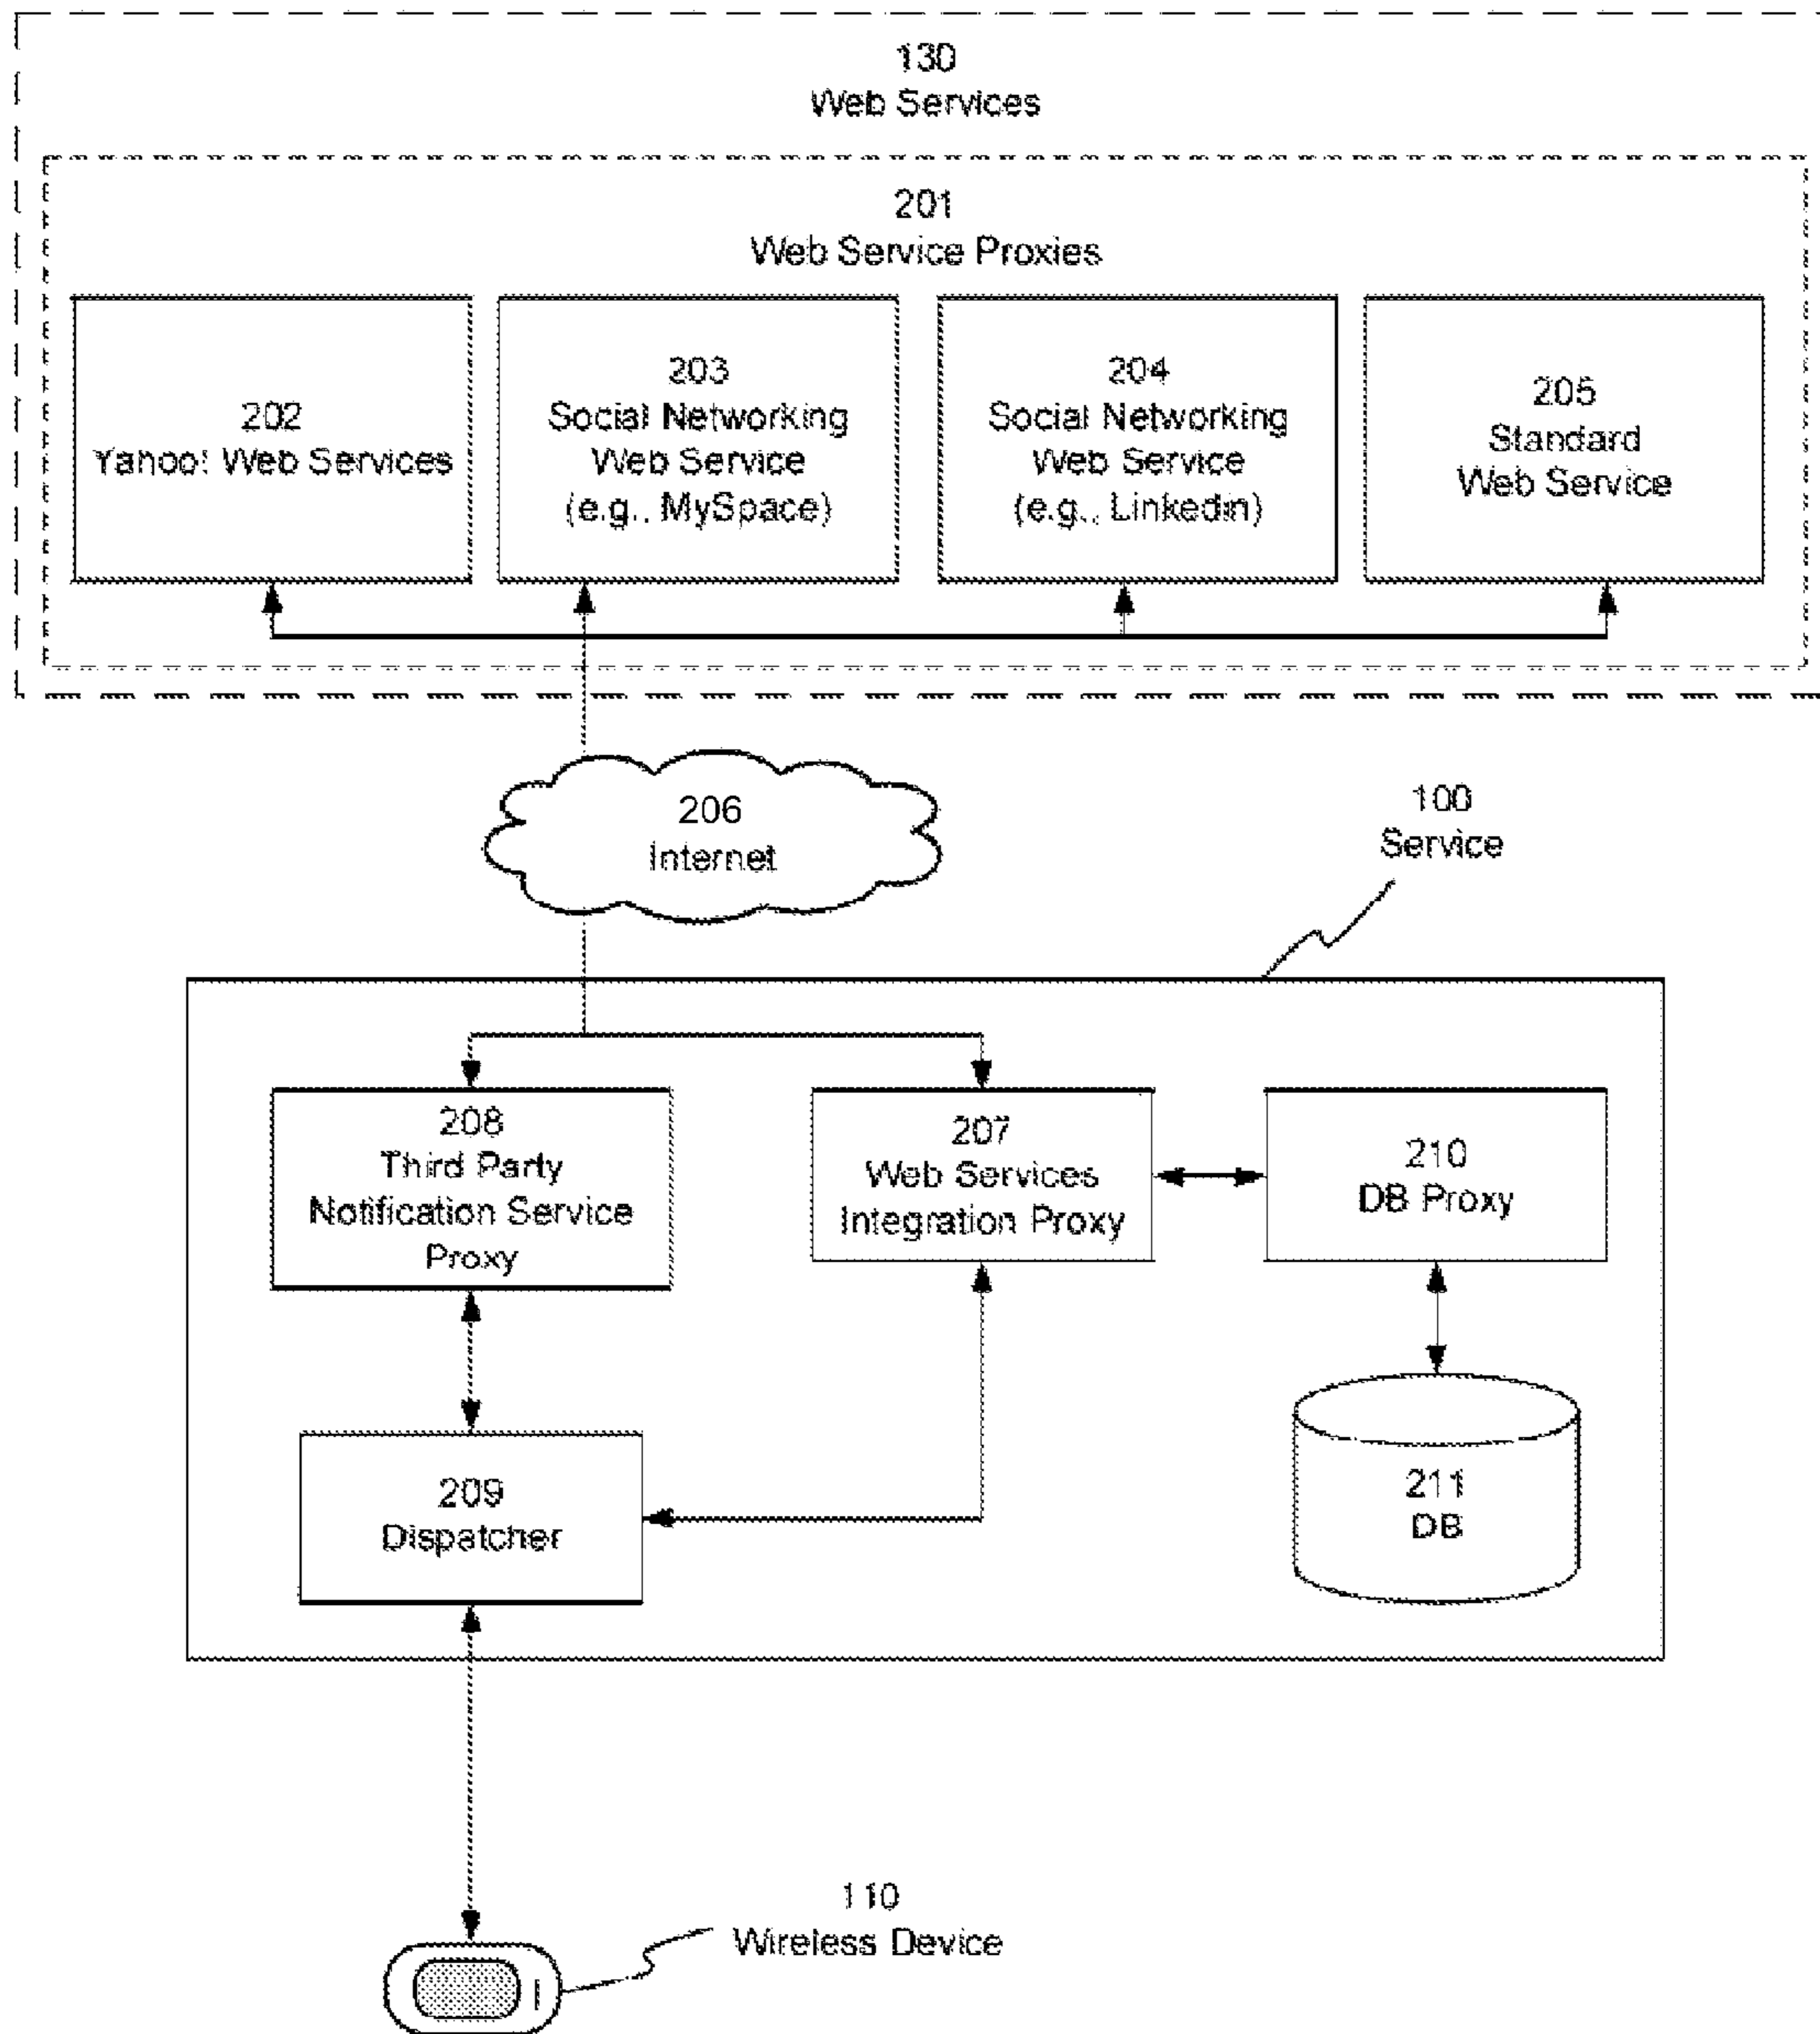 130
Web Services
201
Web Service Proxies
202
Yahoo! Web Services
203
Social Networking
Web Service
(e.g., MySpace)
204
Social Networking
Web Service
(e.g., Linkedin)
205
Standard
Web Service
206
Internet
100
Service
208
Third Party
Notification Service
Proxy
207
Web Services
Integration Proxy
210
DB Proxy
209
Dispatcher
211
DB
110
Wireless Device